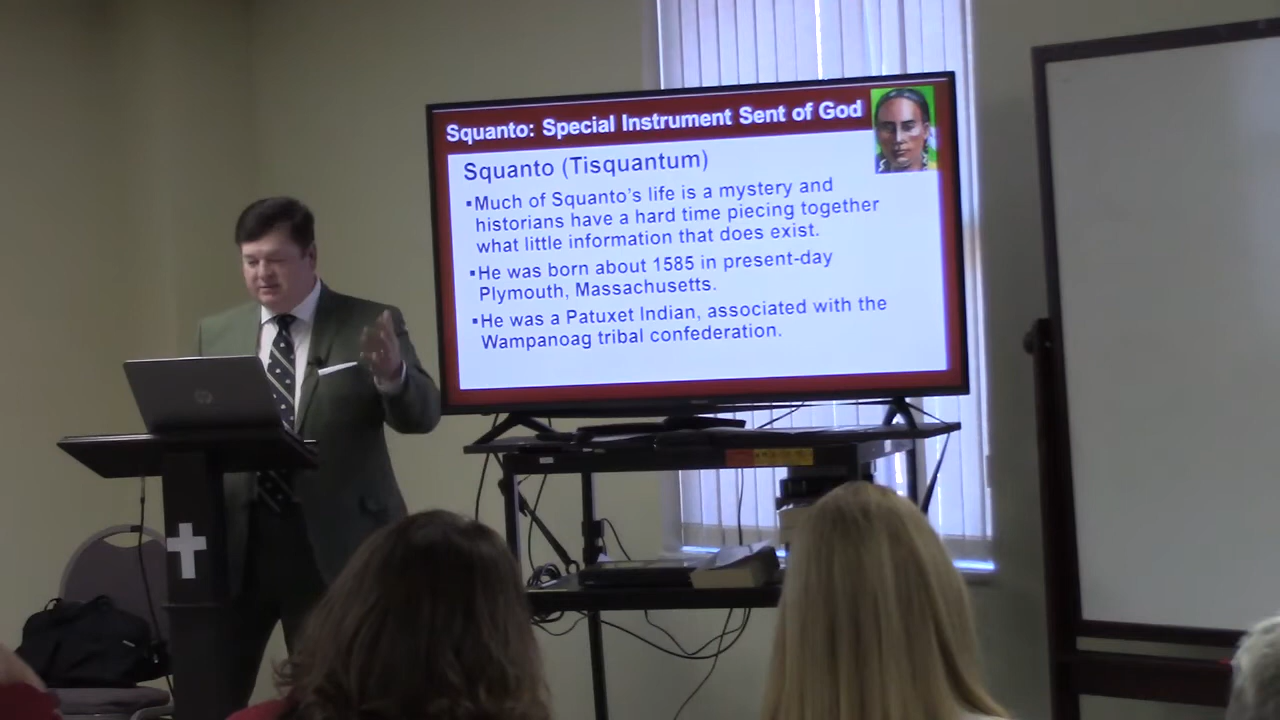 Squanto: Special Instrument Sent of God
Squanto (Tisquantum)
▪Much of Squanto's life is a mystery and
historians have a hard time piecing together
what little information that does exist.
▪He was born about 1585 in present-day
Plymouth, Massachusetts.
▪He was a Patuxet Indian, associated with the
Wampanoag tribal confederation.